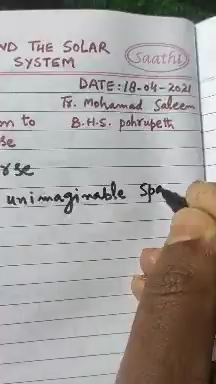 ND THE SOLAR
SYSTEM
Saathi
DATE:18-04-2021
Tr. Mohamad Saleem
m to
B.H.S. pohrupeth
se
rse
unimaginable Spa